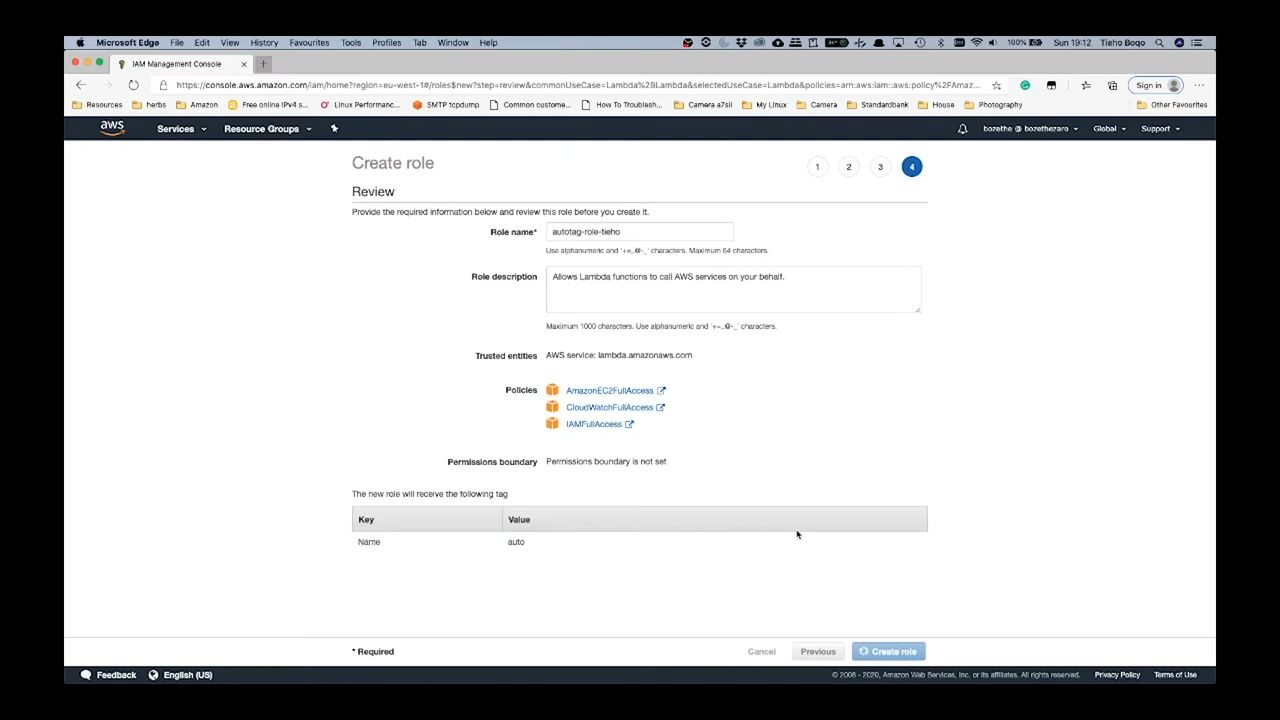 Microsoft Edge File Edit View History Favourites Tools Profiles Tab Window Help 100% Sun 19:12 Tieho Boqo
IAM Management Console
https://console.aws.amazon.com/iam/home?region=eu-west-1#/roles$new?step=review&commonUseCase=Lambda%2BLambda&selectedUseCase=Lambda&policies=arn:aws:iam::aws:policy%2FAmaz... Sign in
Resources herbs Amazon Free online IPv4 s... Linux Performanc... SMTP tcpdump Common custome... How To Troublesh... Camera a7sii My Linux Camera Standardbank House Photography Other Favourites
aws Services Resource Groups bozethe @ bozethezaro Global Support
Create role 1 2 3 4
Review
Provide the required information below and review this role before you create it.
Role name* autotag-role-tieho
Use alphanumeric and '+=,.@-_' characters. Maximum 64 characters.
Role description Allows Lambda functions to call AWS services on your behalf.
Maximum 1000 characters. Use alphanumeric and '+=,.@-_' characters.
Trusted entities AWS service: lambda.amazonaws.com
Policies AmazonEC2FullAccess
CloudWatchFullAccess
IAMFullAccess
Permissions boundary Permissions boundary is not set
The new role will receive the following tag
Key Value
Name auto
* Required Cancel Previous Create role
Feedback English (US) © 2008 - 2020, Amazon Web Services, Inc. or its affiliates. All rights reserved. Privacy Policy Terms of Use